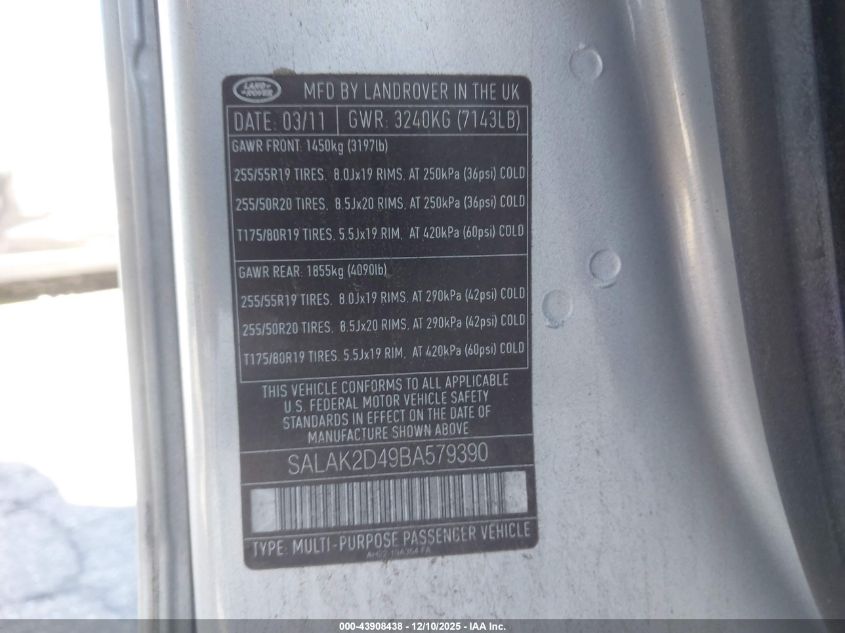 LAND ROVER
MFD BY LANDROVER IN THE UK
DATE: 03/11 GWR: 3240KG (7143LB)
GAWR FRONT: 1450kg (3197lb)
255/55R19 TIRES, 8.0Jx19 RIMS, AT 250kPa (36psi) COLD
255/50R20 TIRES, 8.5Jx20 RIMS, AT 250kPa (36psi) COLD
T175/80R19 TIRES, 5.5Jx19 RIM, AT 420kPa (60psi) COLD
GAWR REAR: 1855kg (4090lb)
255/55R19 TIRES, 8.0Jx19 RIMS, AT 290kPa (42psi) COLD
255/50R20 TIRES, 8.5Jx20 RIMS, AT 290kPa (42psi) COLD
T175/80R19 TIRES, 5.5Jx19 RIM, AT 420kPa (60psi) COLD
THIS VEHICLE CONFORMS TO ALL APPLICABLE
U.S. FEDERAL MOTOR VEHICLE SAFETY
STANDARDS IN EFFECT ON THE DATE OF
MANUFACTURE SHOWN ABOVE
SALAK2D49BA579390
TYPE: MULTI-PURPOSE PASSENGER VEHICLE
000-43908438 - 12/10/2025 - IAA Inc.